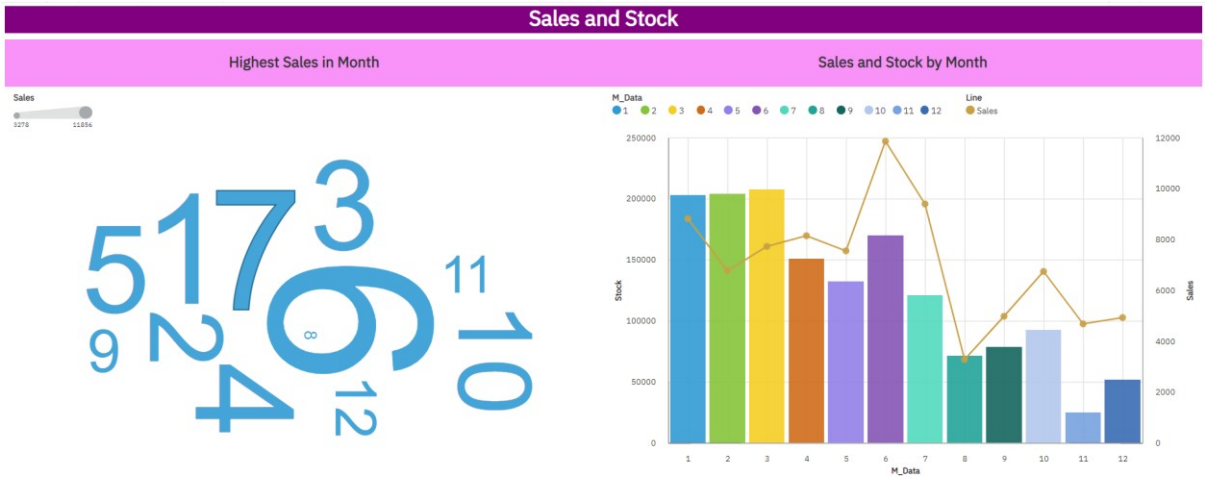 Sales and Stock
Highest Sales in Month
Sales and Stock by Month
Sales
3278
11856
5
1
7
3
6
8
11
9
2
4
12
10
M_Data
1 2 3 4 5 6 7 8 9 10 11 12
Line
Sales
Stock
250000
200000
150000
100000
50000
0
12000
10000
8000
6000
4000
2000
0
Sales
1 2 3 4 5 6 7 8 9 10 11 12
M_Data